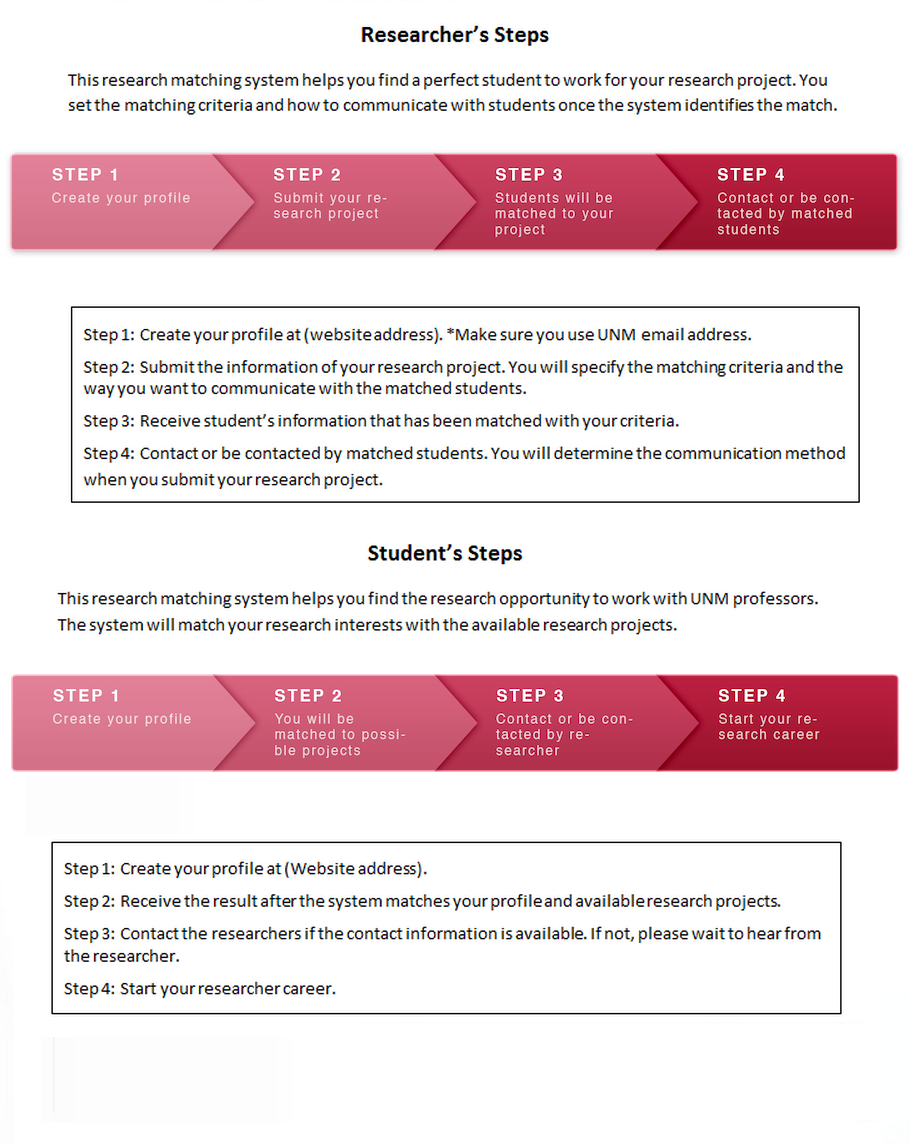 Researcher's Steps
This research matching system helps you find a perfect student to work for your research project. You
set the matching criteria and how to communicate with students once the system identifies the match.
STEP 1
Create your profile
STEP 2
Submit your re-
search project
STEP 3
Students will be
matched to your
project
STEP 4
Contact or be con-
tacted by matched
students
Step 1: Create your profile at (website address). *Make sure you use UNM email address.
Step 2: Submit the information of your research project. You will specify the matching criteria and the
way you want to communicate with the matched students.
Step 3: Receive student's information that has been matched with your criteria.
Step 4: Contact or be contacted by matched students. You will determine the communication method
when you submit your research project.
Student's Steps
This research matching system helps you find the research opportunity to work with UNM professors.
The system will match your research interests with the available research projects.
STEP 1
Create your profile
STEP 2
You will be
matched to possi-
ble projects
STEP 3
Contact or be con-
tacted by re-
searcher
STEP 4
Start your re-
search career
Step 1: Create your profile at (Website address).
Step 2: Receive the result after the system matches your profile and available research projects.
Step 3: Contact the researchers if the contact information is available. If not, please wait to hear from
the researcher.
Step 4: Start your researcher career.